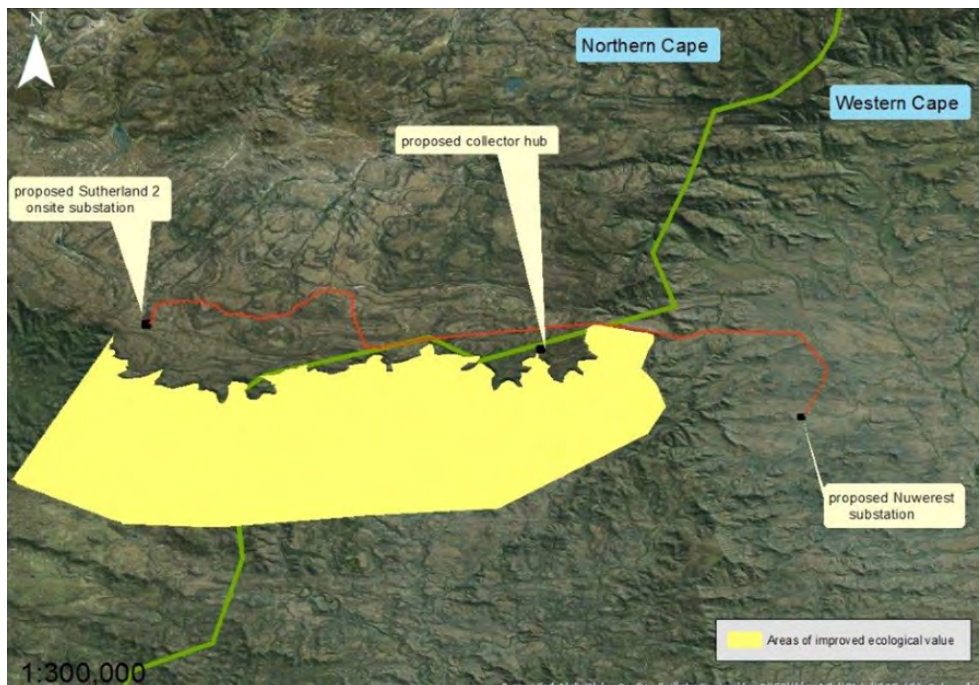 N
Northern Cape
Western Cape
proposed collector hub
proposed Sutherland 2
onsite substation
proposed Nuwerest
substation
Areas of improved ecological value
1:300,000